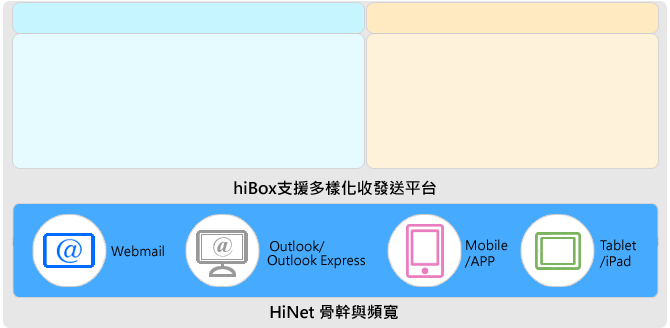 hiBox支援多樣化收發送平台
@ Webmail
@ Outlook/
Outlook Express
Mobile
/APP
Tablet
/iPad
HiNet 骨幹與頻寬